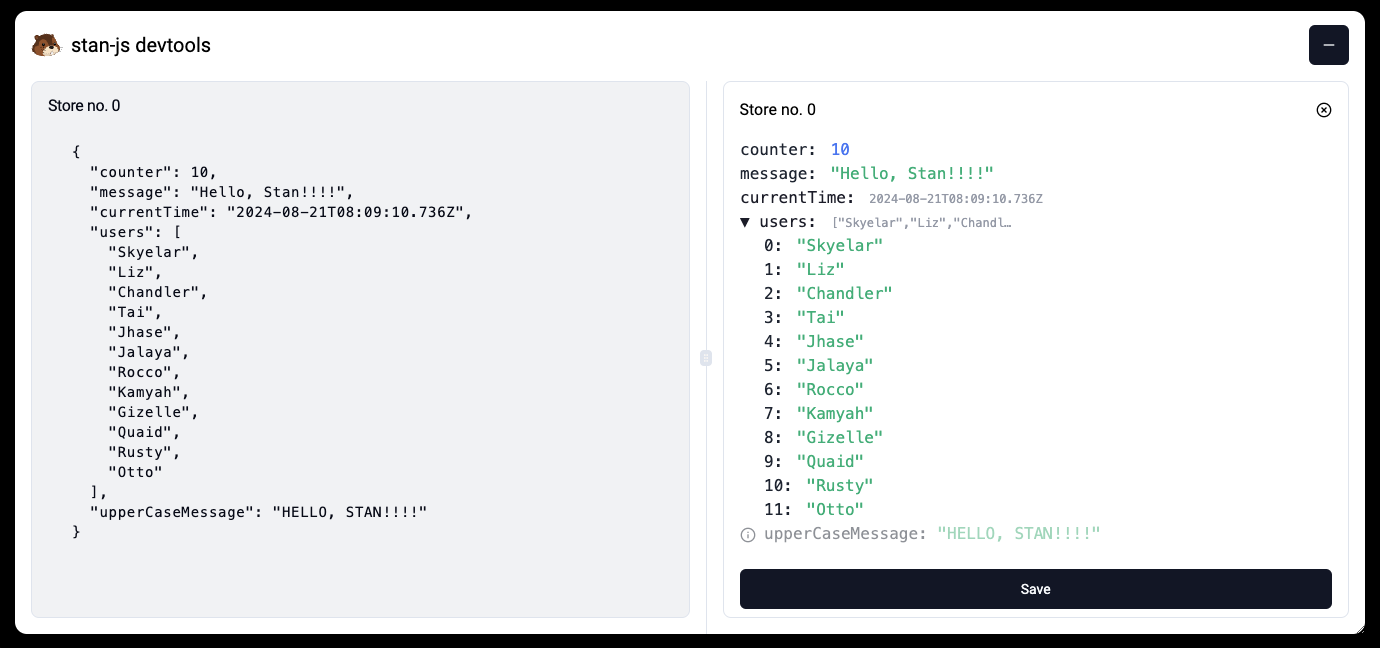 stan-js devtools
Store no. 0
{
"counter": 10,
"message": "Hello, Stan!!!!",
"currentTime": "2024-08-21T08:09:10.736Z",
"users": [
"Skyelar",
"Liz",
"Chandler",
"Tai",
"Jhase",
"Jalaya",
"Rocco",
"Kamyah",
"Gizelle",
"Quaid",
"Rusty",
"Otto"
],
"upperCaseMessage": "HELLO, STAN!!!!"
}
Store no. 0
counter: 10
message: "Hello, Stan!!!!"
currentTime: 2024-08-21T08:09:10.736Z
▼ users: ["Skyelar","Liz","Chandl…
0: "Skyelar"
1: "Liz"
2: "Chandler"
3: "Tai"
4: "Jhase"
5: "Jalaya"
6: "Rocco"
7: "Kamyah"
8: "Gizelle"
9: "Quaid"
10: "Rusty"
11: "Otto"
upperCaseMessage: "HELLO, STAN!!!!"
Save